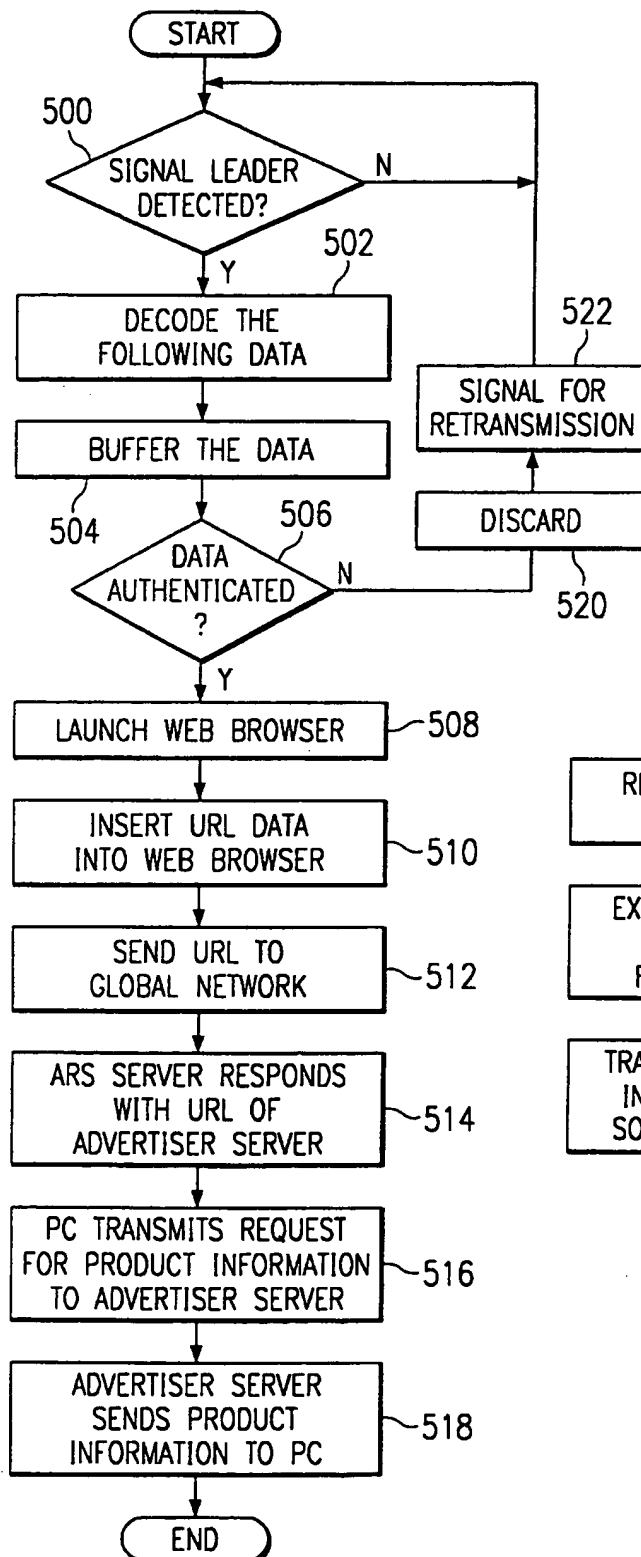 START
500
SIGNAL LEADER
DETECTED?
N
Y
502
DECODE THE
FOLLOWING DATA
522
SIGNAL FOR
RETRANSMISSION
BUFFER THE DATA
504
506
DISCARD
520
DATA
AUTHENTICATED
?
N
Y
LAUNCH WEB BROWSER
508
INSERT URL DATA
INTO WEB BROWSER
510
SEND URL TO
GLOBAL NETWORK
512
ARS SERVER RESPONDS
WITH URL OF
ADVERTISER SERVER
514
PC TRANSMITS REQUEST
FOR PRODUCT INFORMATION
TO ADVERTISER SERVER
516
ADVERTISER SERVER
SENDS PRODUCT
INFORMATION TO PC
518
END